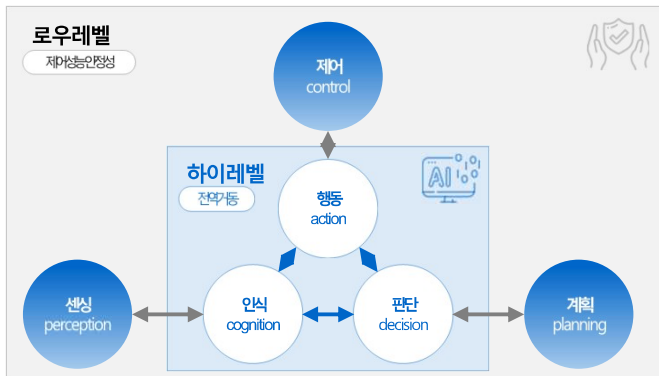 로우레벨
제어성능안정성
제어
control
하이레벨
전역거동
AI
행동
action
센싱
perception
인식
cognition
판단
decision
계획
planning